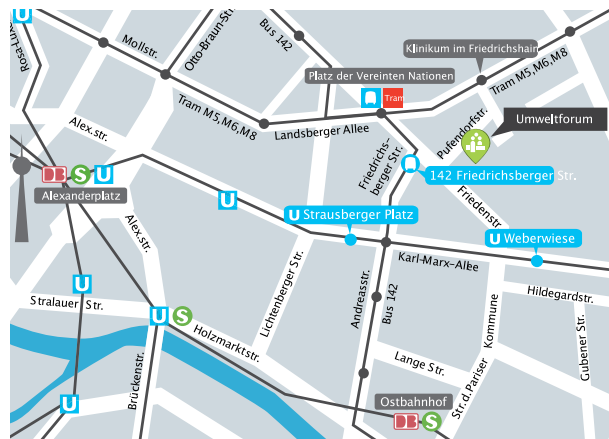 U
Rosa-Lux
Mollstr.
Otto-Braun-Str.
Bus 142
Klinikum im Friedrichshain
Platz der Vereinten Nationen
Tram M5,M6,M8
Tram
Tram M5,M6,M8
Landsberger Allee
Pufendorfstr.
Umweltforum
Alex.str.
Friedrichs-
berger Str.
DB S U
Alexanderplatz
142 Friedrichsberger Str.
Friedenstr
U
U Strausberger Platz
U Weberwiese
Alex.str.
Karl-Marx-Allee
U
Stralauer Str.
U S
Holzmarktstr.
Lichtenberger Str.
Andreasstr.
Bus 142
Kommune
Hildegardstr.
Gubener Str.
Lange Str.
Str.d.Pariser
Brückenstr.
U
Ostbahnhof
DB S